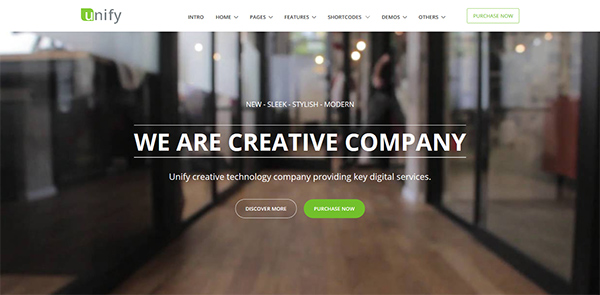 unify
INTRO HOME PAGES FEATURES SHORTCODES DEMOS OTHERS PURCHASE NOW
NEW - SLEEK - STYLISH - MODERN
WE ARE CREATIVE COMPANY
Unify creative technology company providing key digital services.
DISCOVER MORE PURCHASE NOW